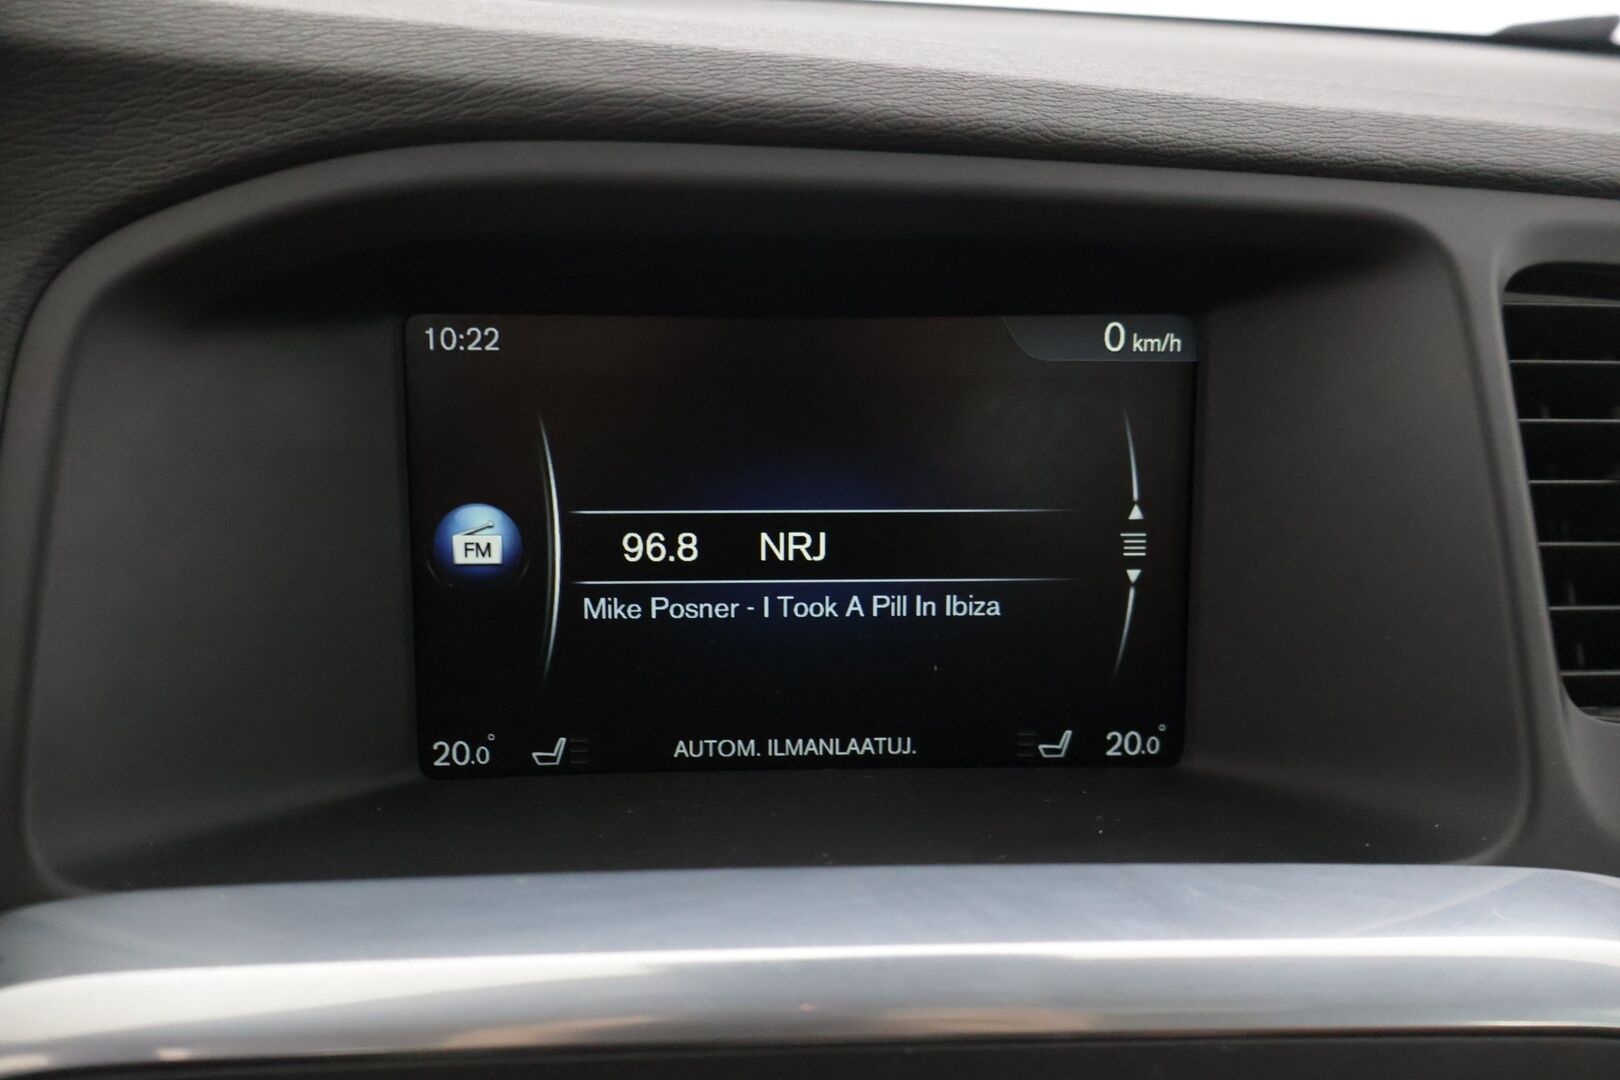 10:22
0 km/h
FM
96.8 NRJ
Mike Posner - I Took A Pill In Ibiza
20.0° AUTOM. ILMANLAATUJ. 20.0°